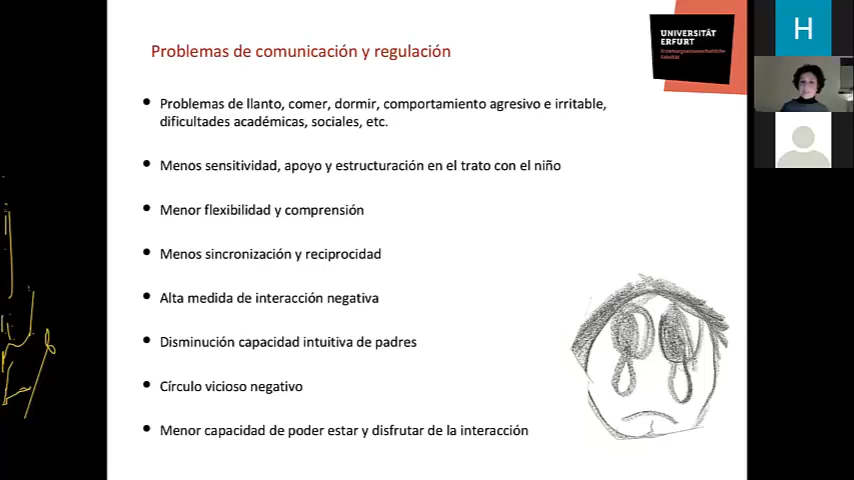 Problemas de comunicación y regulación
UNIVERSITÄT
ERFURT
Erziehungswissenschaftliche
Fakultät
H
Problemas de llanto, comer, dormir, comportamiento agresivo e irritable,
dificultades académicas, sociales, etc.
Menos sensitividad, apoyo y estructuración en el trato con el niño
Menor flexibilidad y comprensión
Menos sincronización y reciprocidad
Alta medida de interacción negativa
Disminución capacidad intuitiva de padres
Círculo vicioso negativo
Menor capacidad de poder estar y disfrutar de la interacción